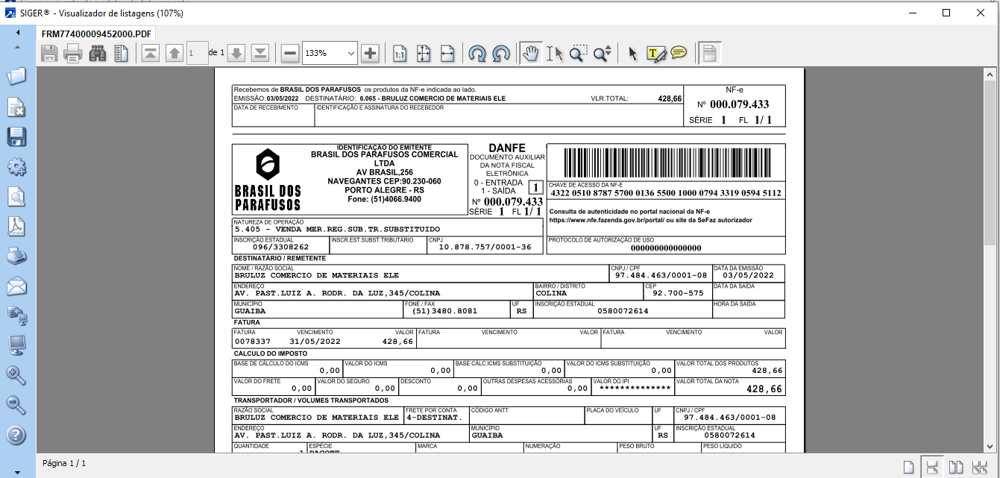 SIGER® - Visualizador de listagens (107%)
FRM77400009452000.PDF
1 de 1
133%
1:1
T
Recebemos de BRASIL DOS PARAFUSOS os produtos da NF-e indicada ao lado.
EMISSÃO: 03/05/2022 DESTINATÁRIO: 6.065 - BRULUZ COMERCIO DE MATERIAIS ELE VLR.TOTAL: 428,66
DATA DE RECEBIMENTO IDENTIFICAÇÃO E ASSINATURA DO RECEBEDOR
NF-e
Nº 000.079.433
SÉRIE 1 FL 1/ 1
BRASIL DOS
PARAFUSOS
IDENTIFICAÇAO DO EMITENTE
BRASIL DOS PARAFUSOS COMERCIAL
LTDA
AV BRASIL,256
NAVEGANTES CEP:90.230-060
PORTO ALEGRE - RS
Fone: (51)4066.9400
DANFE
DOCUMENTO AUXILIAR
DA NOTA FISCAL
ELETRÔNICA
0 - ENTRADA
1 - SAÍDA 1
Nº 000.079.433
SÉRIE 1 FL 1/ 1
CHAVE DE ACESSO DA NF-E
4322 0510 8787 5700 0136 5500 1000 0794 3319 0594 5112
Consulta de autenticidade no portal nacional da NF-e
https://www.nfe.fazenda.gov.br/portal/ ou site da SeFaz autorizador
NATUREZA DE OPERAÇÃO
5.405 - VENDA MER.REG.SUB.TR.SUBSTITUIDO
INSCRIÇÃO ESTADUAL INSCR.EST.SUBST.TRIBUTÁRIO CNPJ PROTOCOLO DE AUTORIZAÇÃO DE USO
096/3308262 10.878.757/0001-36 000000000000000
DESTINATÁRIO / REMETENTE
NOME / RAZÃO SOCIAL CNPJ / CPF DATA DA EMISSÃO
BRULUZ COMERCIO DE MATERIAIS ELE 97.484.463/0001-08 03/05/2022
ENDEREÇO BAIRRO / DISTRITO CEP DATA DA SAÍDA
AV. PAST.LUIZ A. RODR. DA LUZ,345/COLINA COLINA 92.700-575
MUNICÍPIO FONE / FAX UF INSCRIÇÃO ESTADUAL HORA DA SAÍDA
GUAIBA (51)3480.8081 RS 0580072614
FATURA
FATURA VENCIMENTO VALOR FATURA VENCIMENTO VALOR FATURA VENCIMENTO VALOR
0078337 31/05/2022 428,66
CALCULO DO IMPOSTO
BASE DE CÁLCULO DO ICMS VALOR DO ICMS BASE CÁLC.ICMS SUBSTITUIÇÃO VALOR DO ICMS SUBSTITUIÇÃO VALOR TOTAL DOS PRODUTOS
0,00 0,00 0,00 0,00 428,66
VALOR DO FRETE VALOR DO SEGURO DESCONTO OUTRAS DESPESAS ACESSÓRIAS VALOR DO IPI VALOR TOTAL DA NOTA
0,00 0,00 0,00 0,00 ************** 428,66
TRANSPORTADOR / VOLUMES TRANSPORTADOS
RAZÃO SOCIAL FRETE POR CONTA CÓDIGO ANTT PLACA DO VEÍCULO UF CNPJ / CPF
BRULUZ COMERCIO DE MATERIAIS ELE 4-DESTINAT. 97.484.463/0001-08
ENDEREÇO MUNICÍPIO UF INSCRIÇÃO ESTADUAL
AV. PAST.LUIZ A. RODR. DA LUZ,345/COLINA GUAIBA RS 0580072614
QUANTIDADE ESPÉCIE MARCA NUMERAÇÃO PESO BRUTO PESO LÍQUIDO
Página 1 / 1